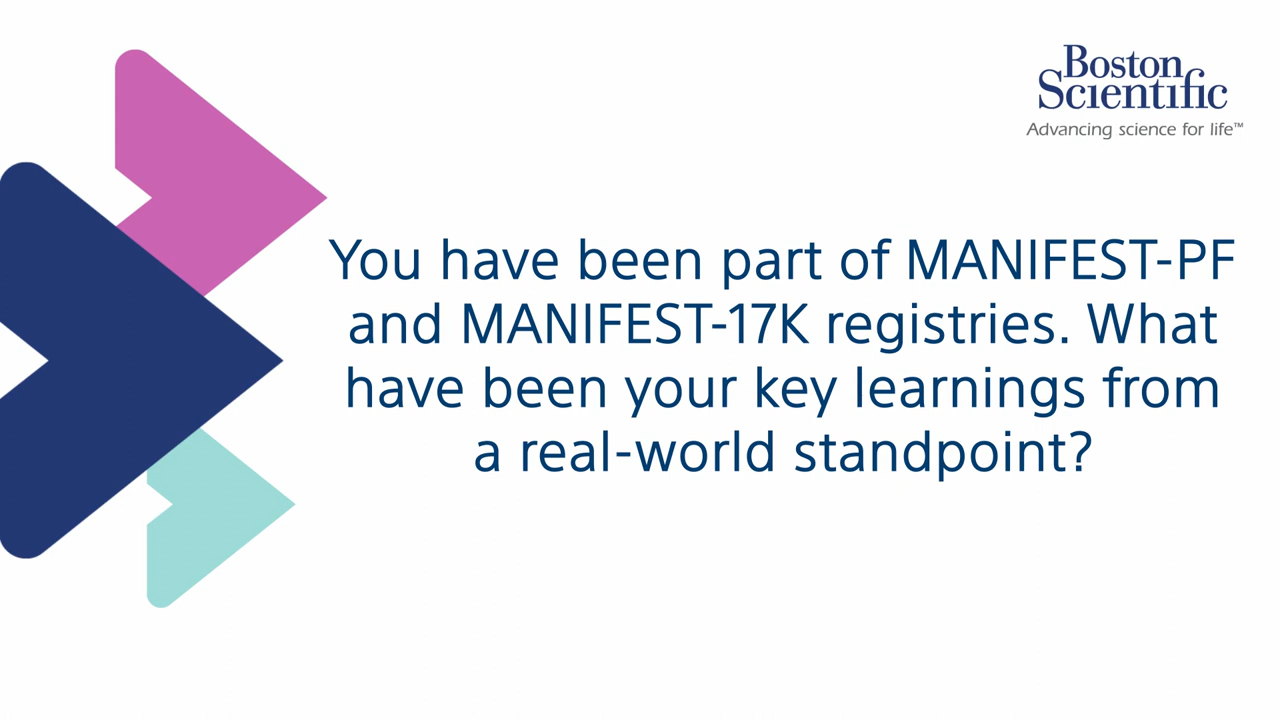 Boston
Scientific
Advancing science for life™
You have been part of MANIFEST-PF
and MANIFEST-17K registries. What
have been your key learnings from
a real-world standpoint?